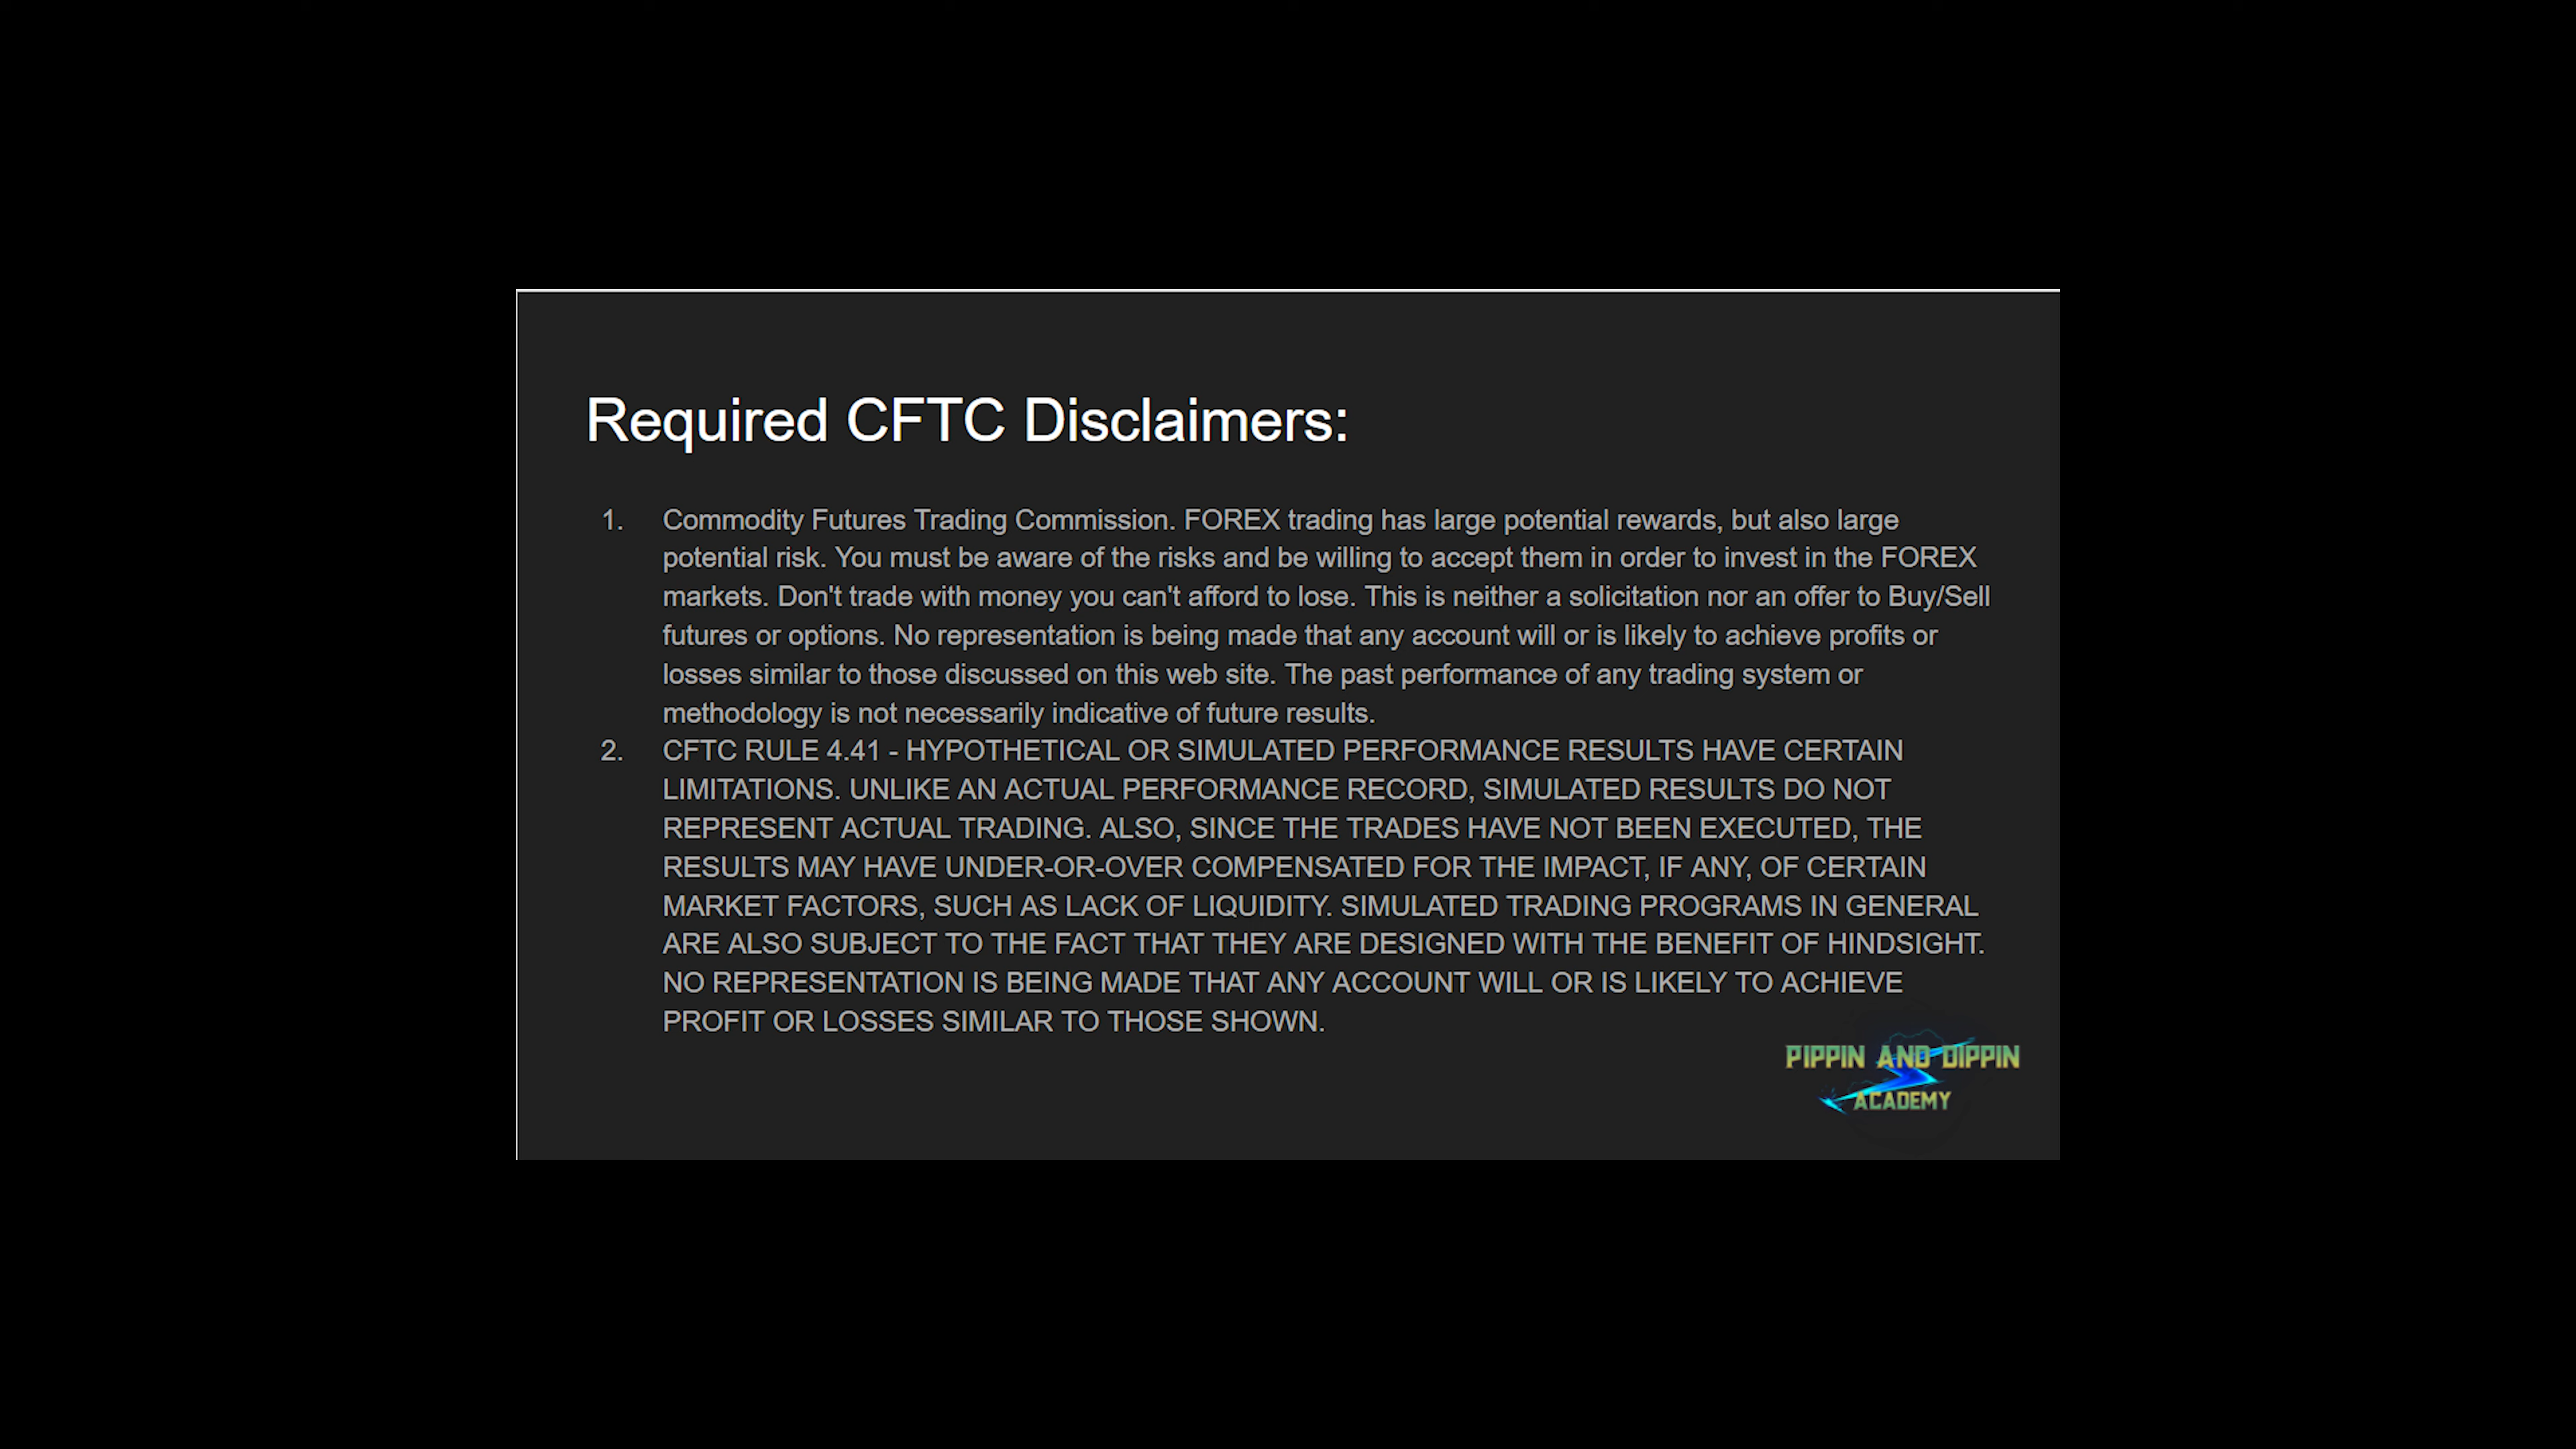 Required CFTC Disclaimers:
1. Commodity Futures Trading Commission. FOREX trading has large potential rewards, but also large
potential risk. You must be aware of the risks and be willing to accept them in order to invest in the FOREX
markets. Don't trade with money you can't afford to lose. This is neither a solicitation nor an offer to Buy/Sell
futures or options. No representation is being made that any account will or is likely to achieve profits or
losses similar to those discussed on this web site. The past performance of any trading system or
methodology is not necessarily indicative of future results.
2. CFTC RULE 4.41 - HYPOTHETICAL OR SIMULATED PERFORMANCE RESULTS HAVE CERTAIN
LIMITATIONS. UNLIKE AN ACTUAL PERFORMANCE RECORD, SIMULATED RESULTS DO NOT
REPRESENT ACTUAL TRADING. ALSO, SINCE THE TRADES HAVE NOT BEEN EXECUTED, THE
RESULTS MAY HAVE UNDER-OR-OVER COMPENSATED FOR THE IMPACT, IF ANY, OF CERTAIN
MARKET FACTORS, SUCH AS LACK OF LIQUIDITY. SIMULATED TRADING PROGRAMS IN GENERAL
ARE ALSO SUBJECT TO THE FACT THAT THEY ARE DESIGNED WITH THE BENEFIT OF HINDSIGHT.
NO REPRESENTATION IS BEING MADE THAT ANY ACCOUNT WILL OR IS LIKELY TO ACHIEVE
PROFIT OR LOSSES SIMILAR TO THOSE SHOWN.
PIPPIN AND DIPPIN
ACADEMY